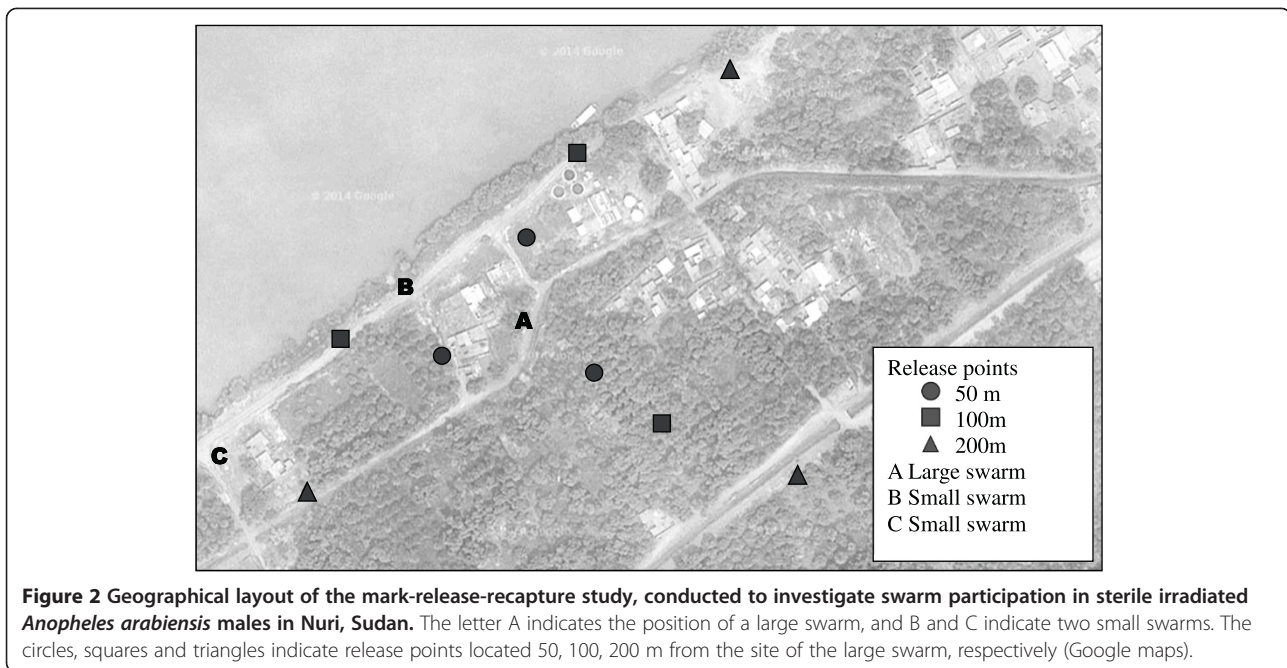 © 2014 Google
© 2014 Google
B
A
C
Release points
50 m
100m
200m
A Large swarm
B Small swarm
C Small swarm
Figure 2 Geographical layout of the mark-release-recapture study, conducted to investigate swarm participation in sterile irradiated
Anopheles arabiensis males in Nuri, Sudan. The letter A indicates the position of a large swarm, and B and C indicate two small swarms. The
circles, squares and triangles indicate release points located 50, 100, 200 m from the site of the large swarm, respectively (Google maps).